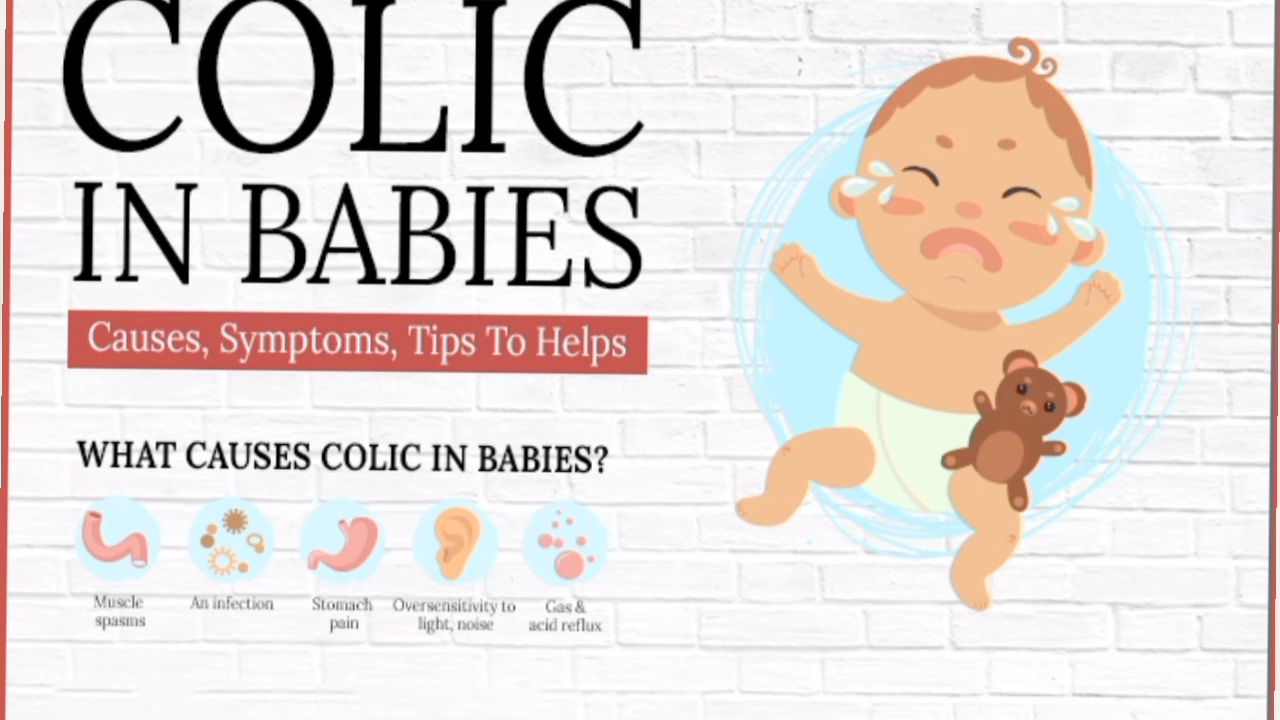 COLIC
IN BABIES
Causes, Symptoms, Tips To Helps
WHAT CAUSES COLIC IN BABIES?
Muscle
spasms
An infection
Stomach
pain
Oversensitivity to
light, noise
Gas &
acid reflux